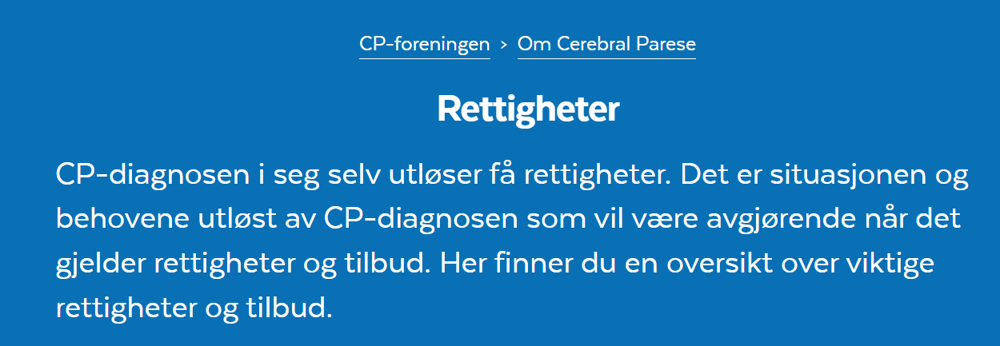 CP-foreningen > Om Cerebral Parese
Rettigheter
CP-diagnosen i seg selv utløser få rettigheter. Det er situasjonen og
behovene utløst av CP-diagnosen som vil være avgjørende når det
gjelder rettigheter og tilbud. Her finner du en oversikt over viktige
rettigheter og tilbud.